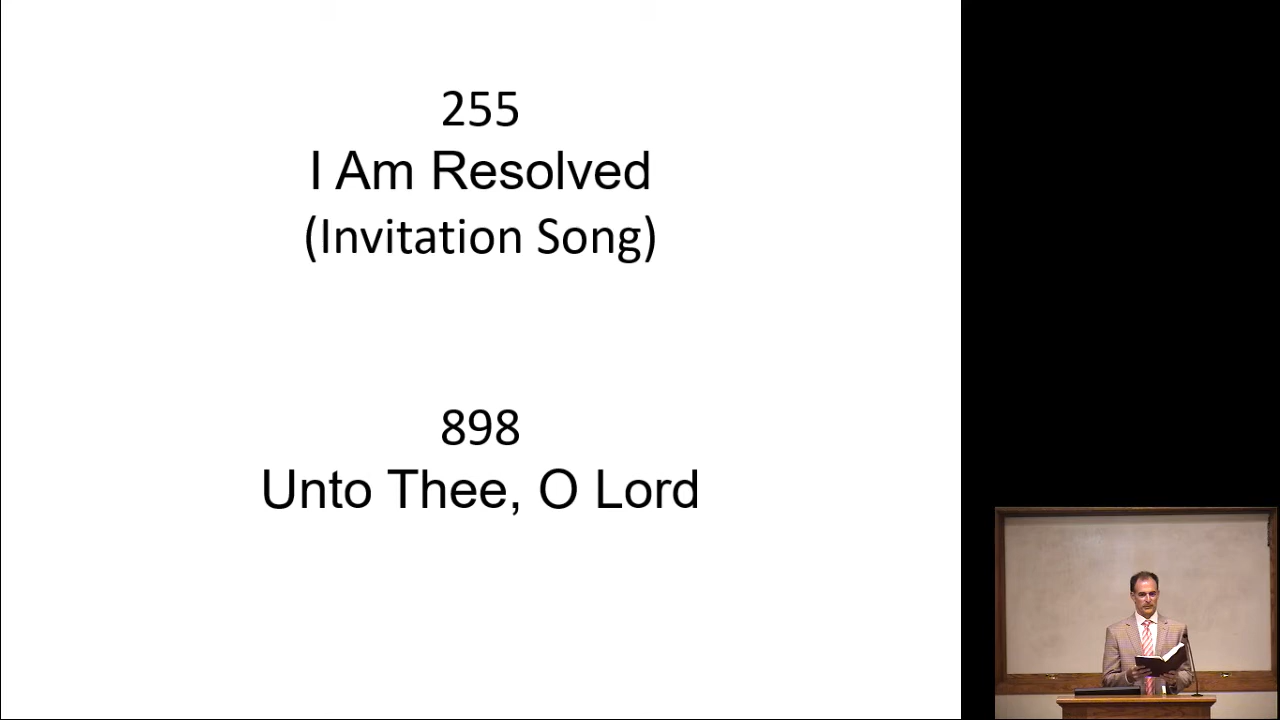 255
I Am Resolved
(Invitation Song)
898
Unto Thee, O Lord